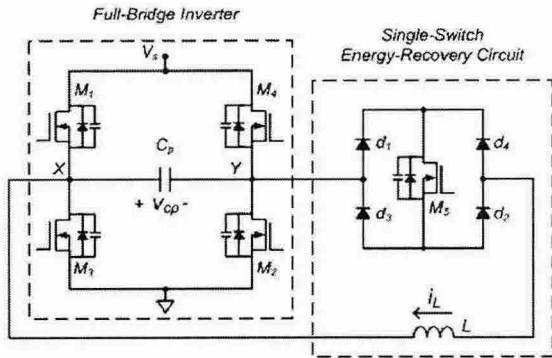 Full-Bridge Inverter
Single-Switch
Energy-Recovery Circuit
Vs
M1
M4
d1
d4
X
Cp
Y
M5
+ Vcp -
d3
d2
M3
M2
iL
L